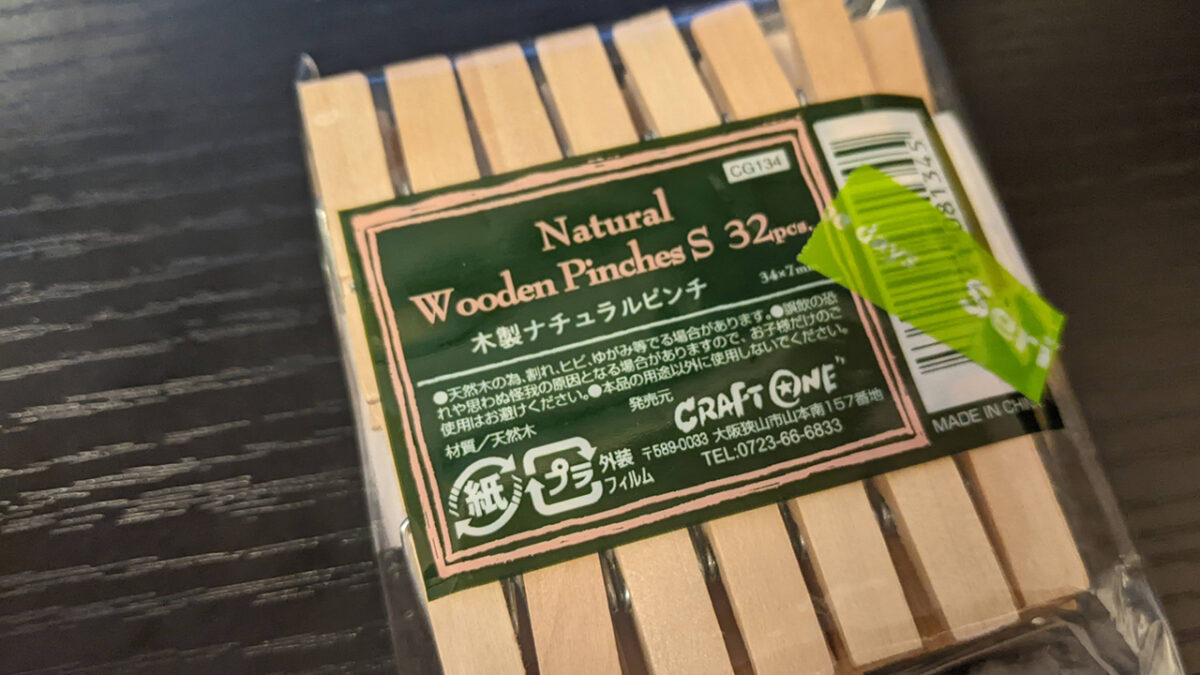 CG134
Natural
Wooden Pinches S 32pcs.
木製ナチュラルピンチ 34×7m
●天然木の為、割れ、ヒビ、ゆがみ等でる場合があります。●誤飲の恐
れや思わぬ怪我の原因となる場合がありますので、お子様だけのご
使用はお避けください。●本品の用途以外に使用しないでください。
材質/天然木
発売元 CRAFT ONE
〒589-0033 大阪狭山市山本南157番地
TEL:0723-66-6833
紙 プラ 外装
フィルム
81345
days
Seri
MADE IN CHIN